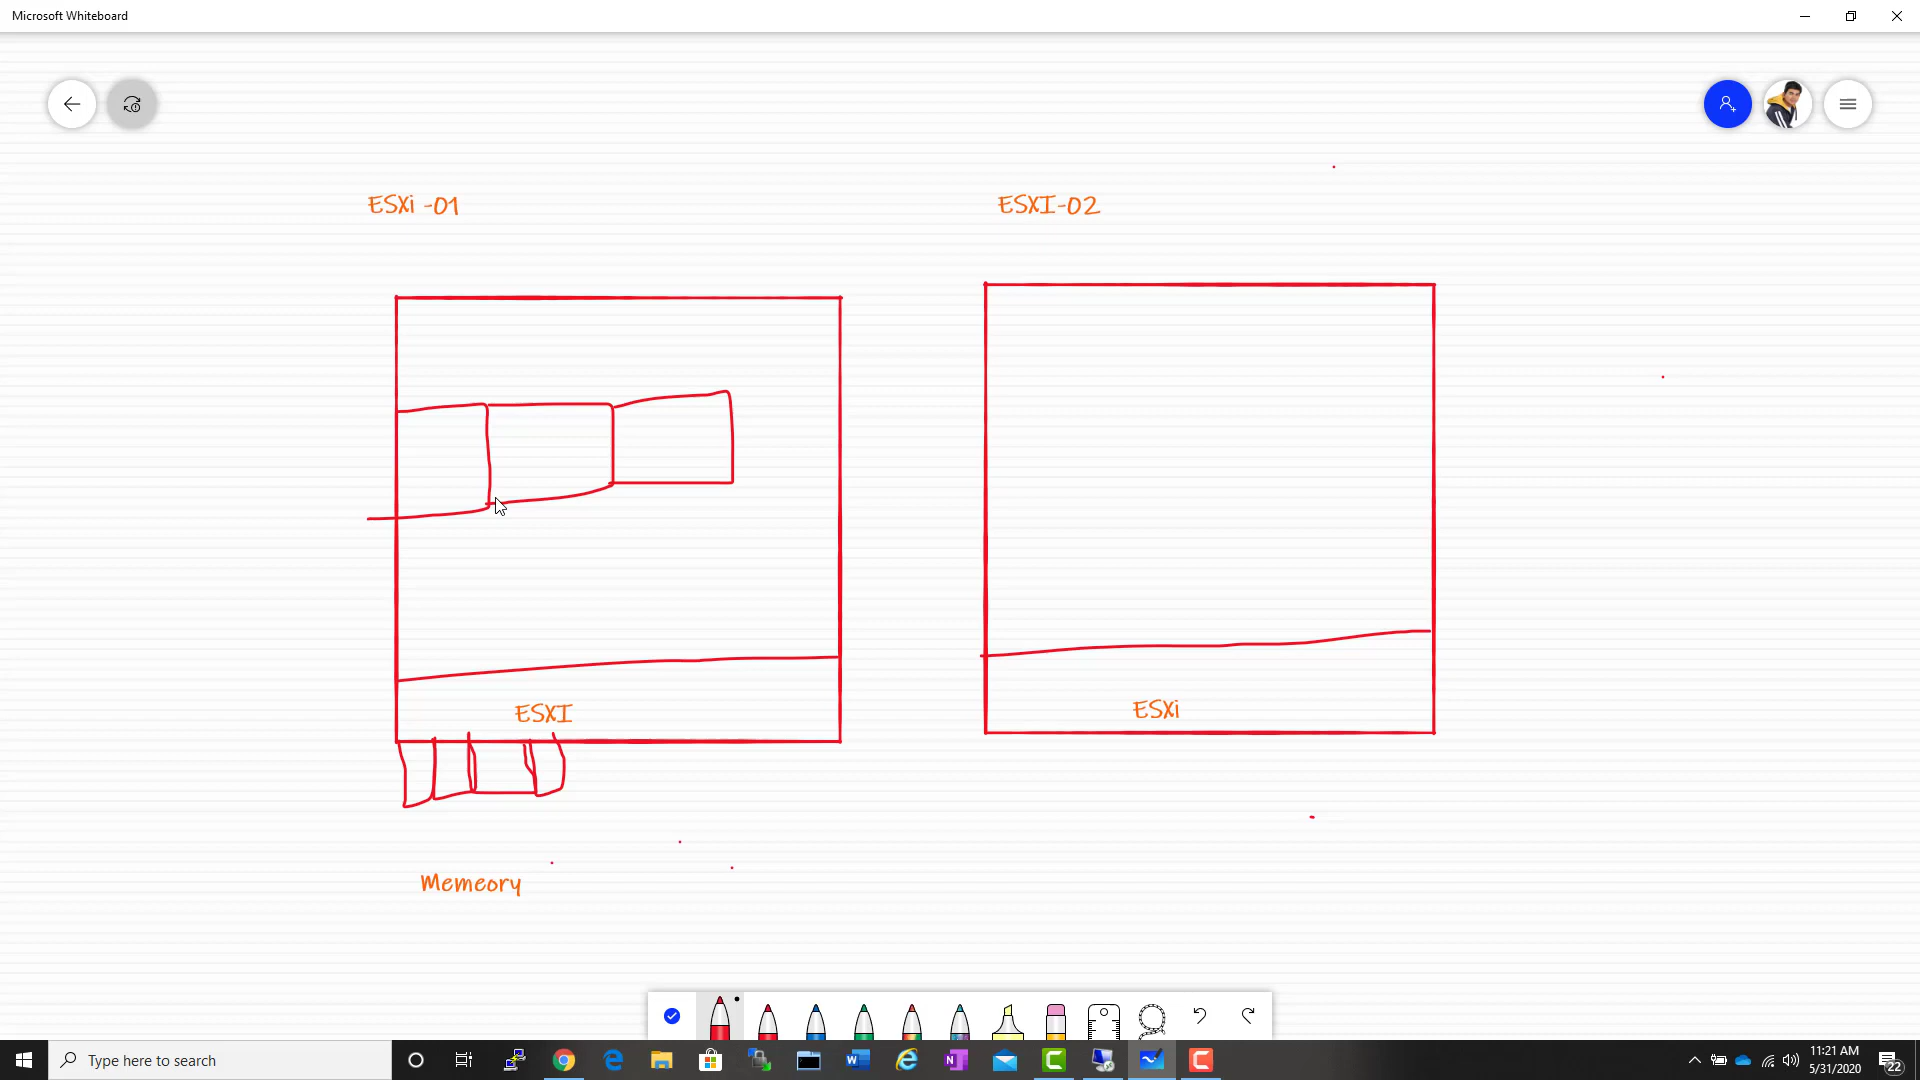 Microsoft Whiteboard
ESXi -01
ESXI-02
ESXI
ESXi
Memeory
Type here to search
11:21 AM
5/31/2020
22